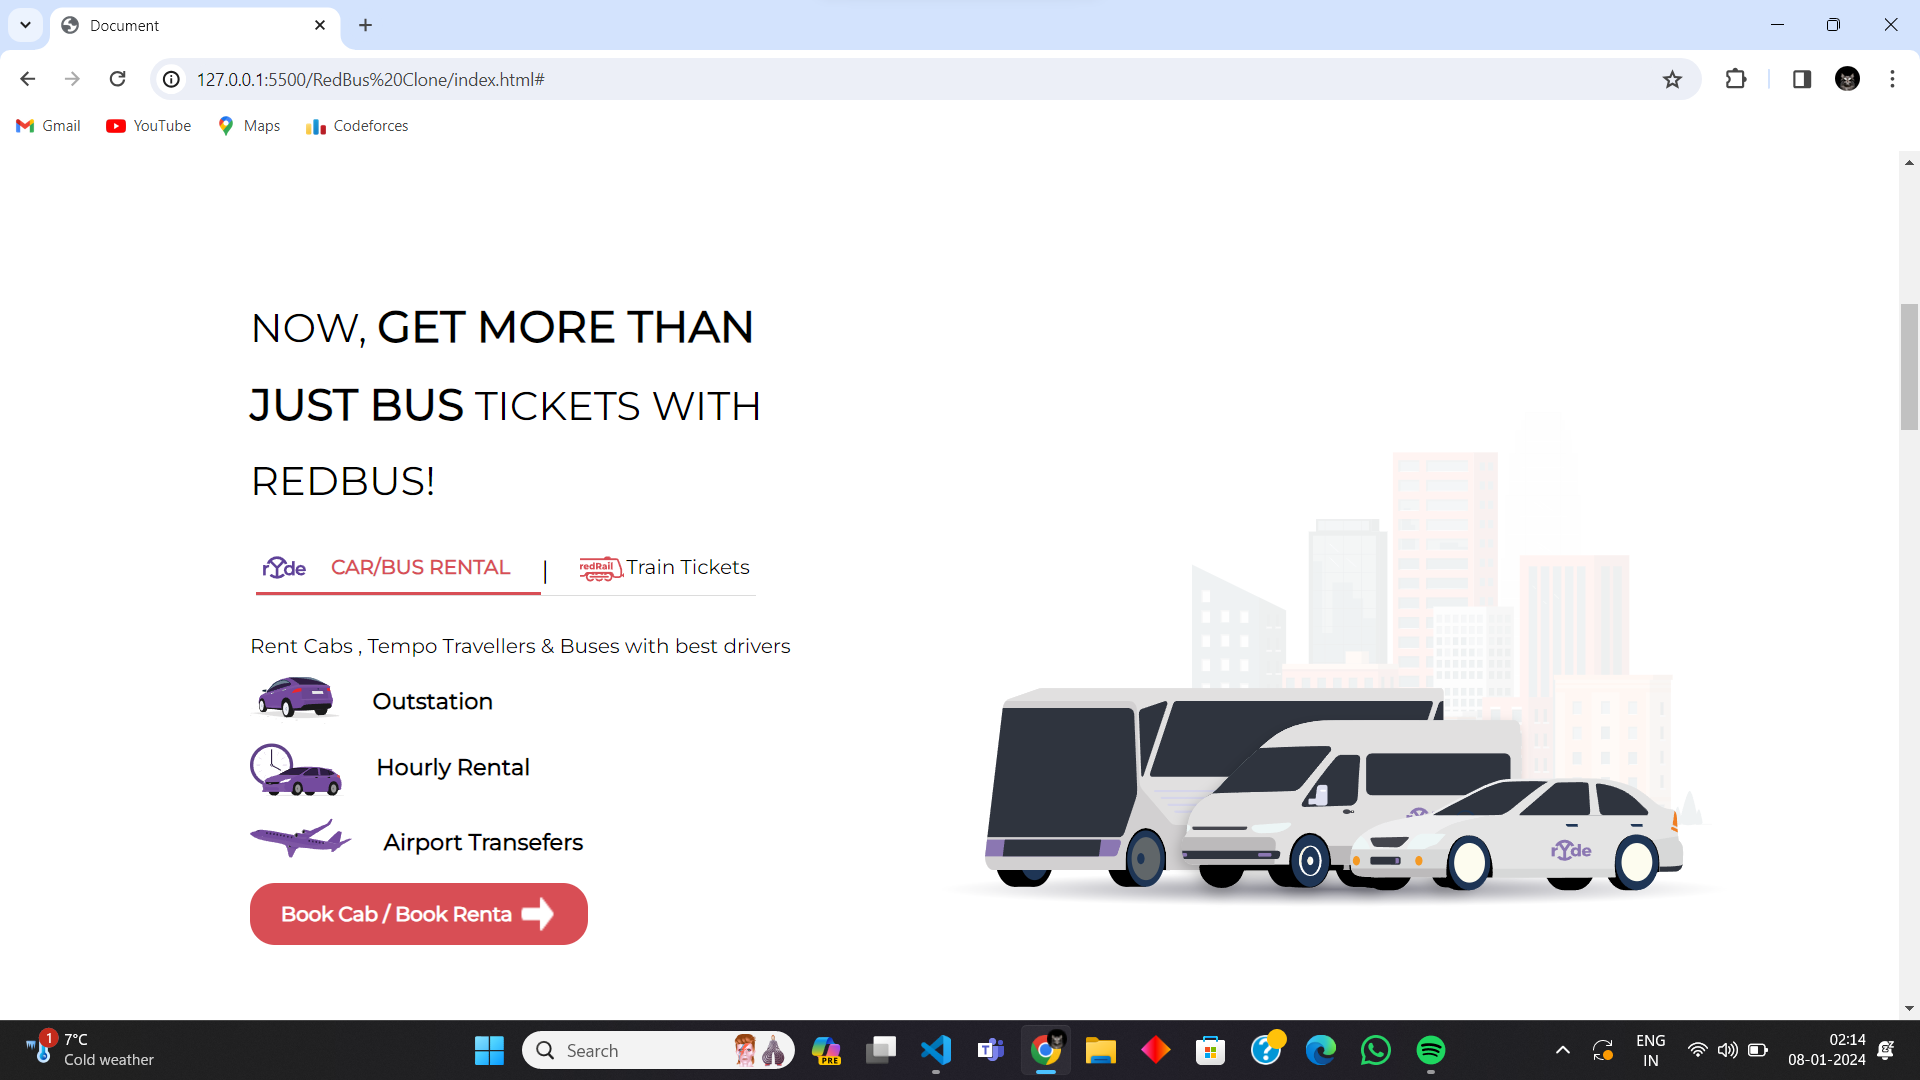 Document
127.0.0.1:5500/RedBus%20Clone/index.html#
Gmail YouTube Maps Codeforces
NOW, GET MORE THAN
JUST BUS TICKETS WITH
REDBUS!
rYde CAR/BUS RENTAL | redRail Train Tickets
Rent Cabs , Tempo Travellers & Buses with best drivers
Outstation
Hourly Rental
Airport Transefers
Book Cab / Book Renta
rYde
1 7°C
Cold weather
Search
PRE
ENG
IN
02:14
08-01-2024